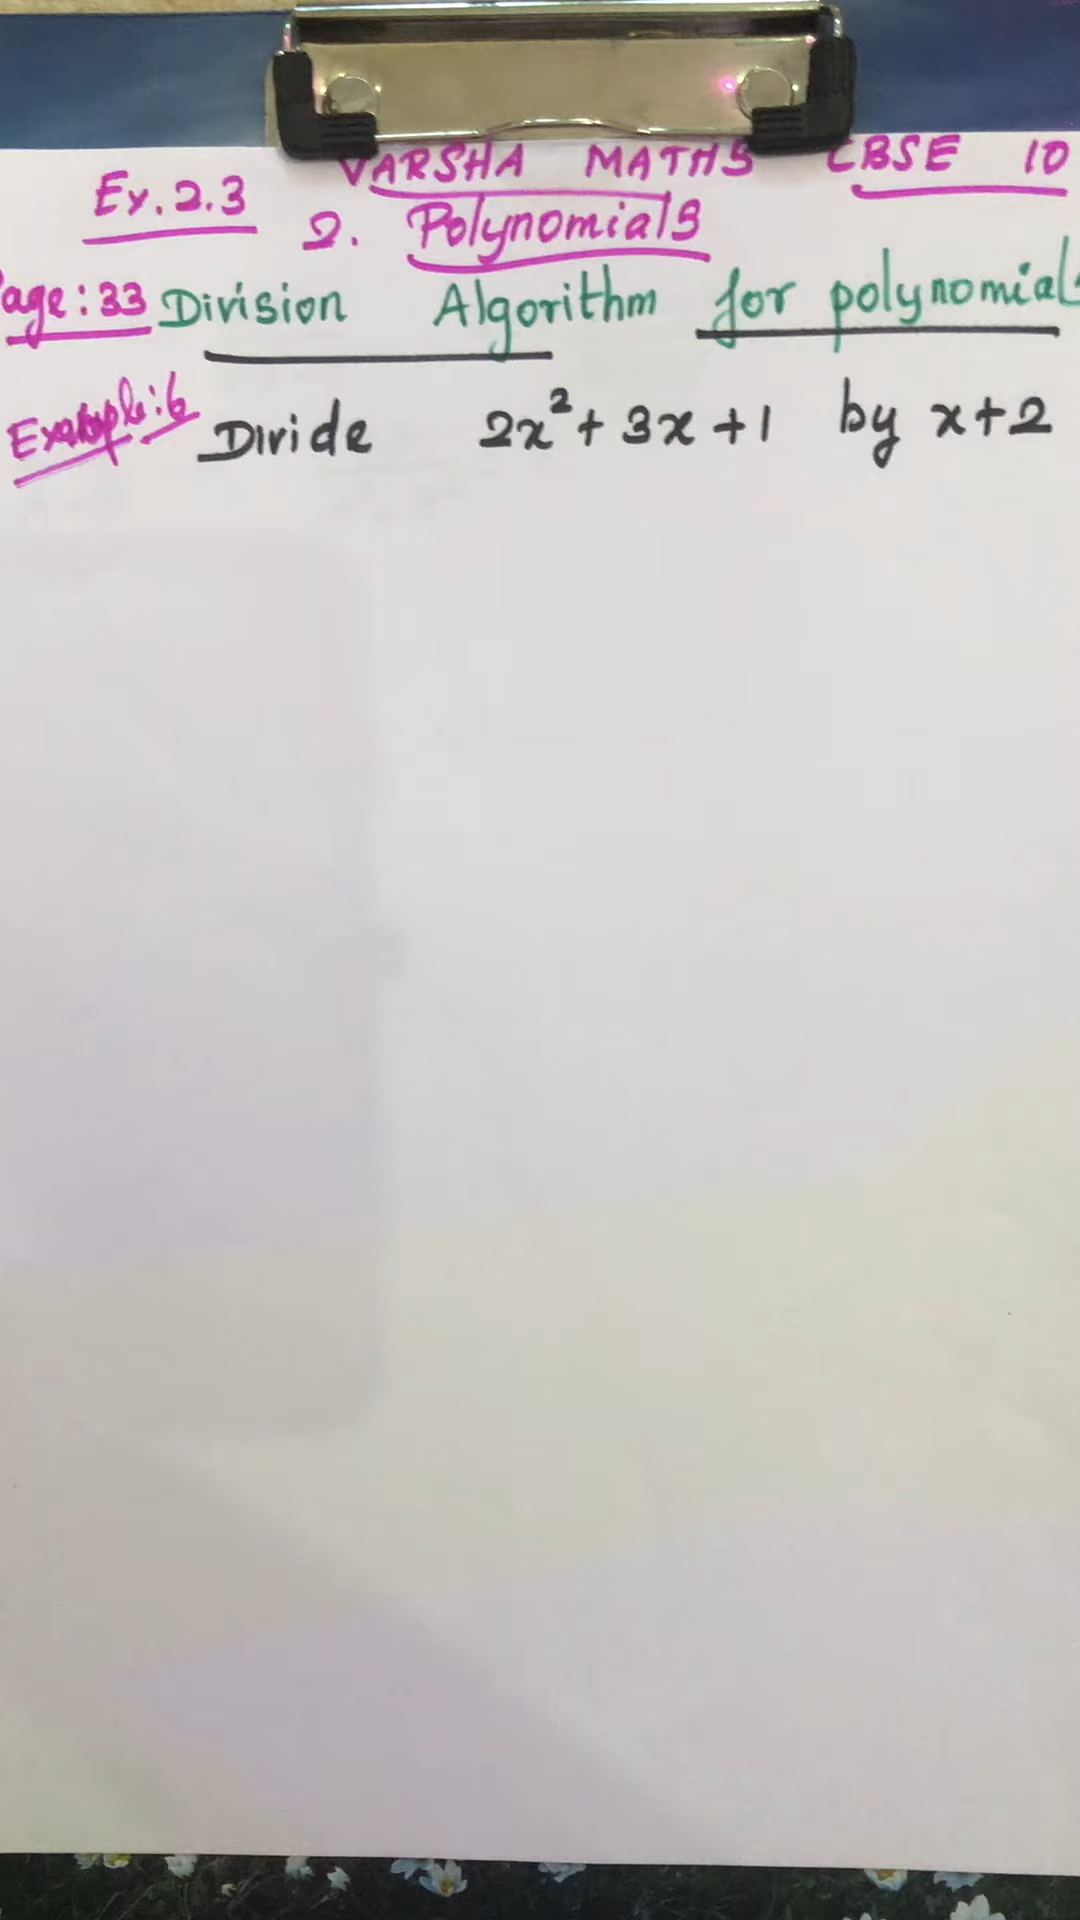 VARSHA MATHS CBSE 10
Ex.2.3 2. Polynomials
Page:33 Division Algorithm for polynomials
Example:6 Divide 2x²+ 3x +1 by x+2